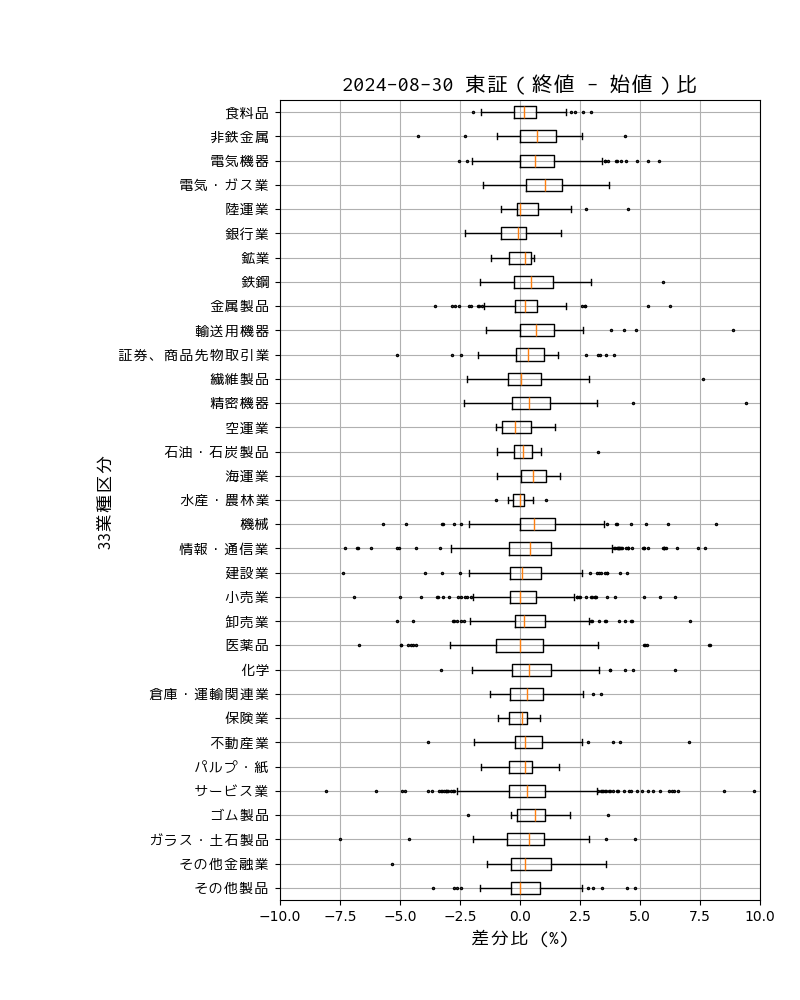 2024-08-30 東証(終値 - 始値)比
食料品
非鉄金属
電気機器
電気・ガス業
陸運業
銀行業
鉱業
鉄鋼
金属製品
輸送用機器
証券、商品先物取引業
繊維製品
精密機器
空運業
石油・石炭製品
海運業
水産・農林業
機械
情報・通信業
建設業
小売業
卸売業
医薬品
化学
倉庫・運輸関連業
保険業
不動産業
パルプ・紙
サービス業
ゴム製品
ガラス・土石製品
その他金融業
その他製品
33業種区分
−10.0 −7.5 −5.0 −2.5 0.0 2.5 5.0 7.5 10.0
差分比 (%)